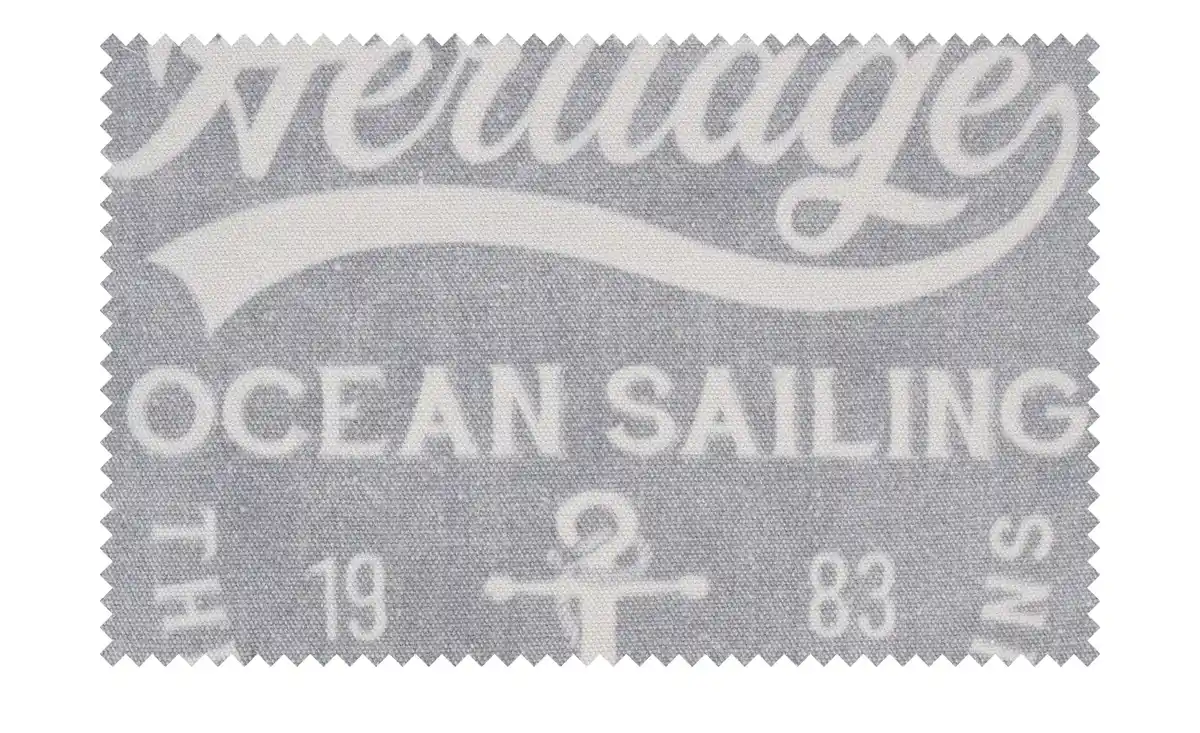 Heritage
OCEAN SAILING
19 83